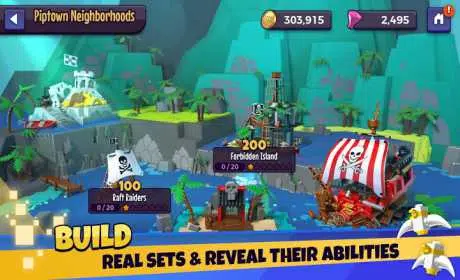 Piptown Neighborhoods
303,915
2,495
!
200
Forbidden Island
0 / 20
100
Raft Raiders
0 / 20
BUILD
REAL SETS & REVEAL THEIR ABILITIES